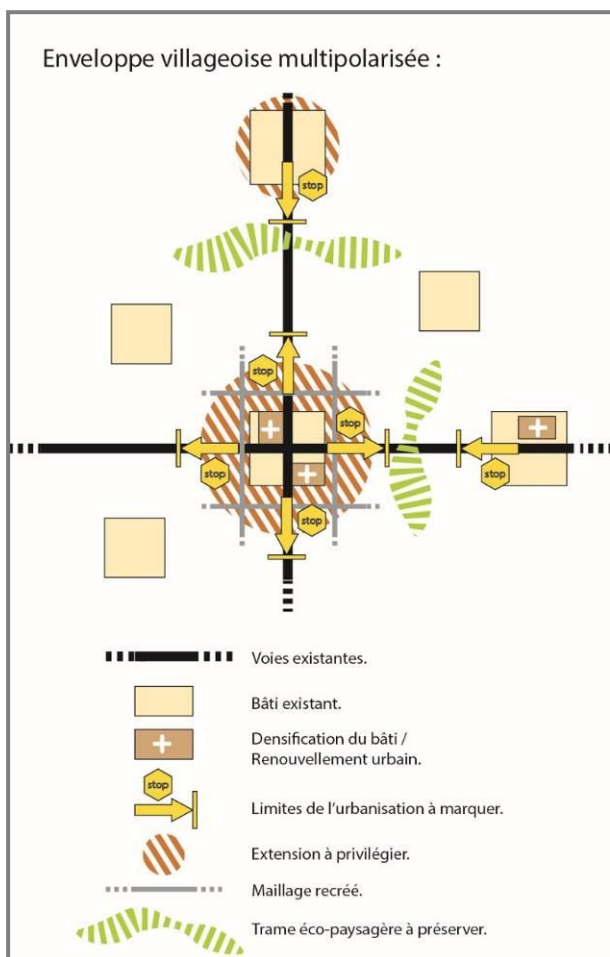 Enveloppe villageoise multipolarisée :
stop
stop
stop
stop
stop
stop
Voies existantes.
Bâti existant.
Densification du bâti /
Renouvellement urbain.
stop
Limites de l'urbanisation à marquer.
Extension à privilégier.
Maillage recréé.
Trame éco-paysagère à préserver.